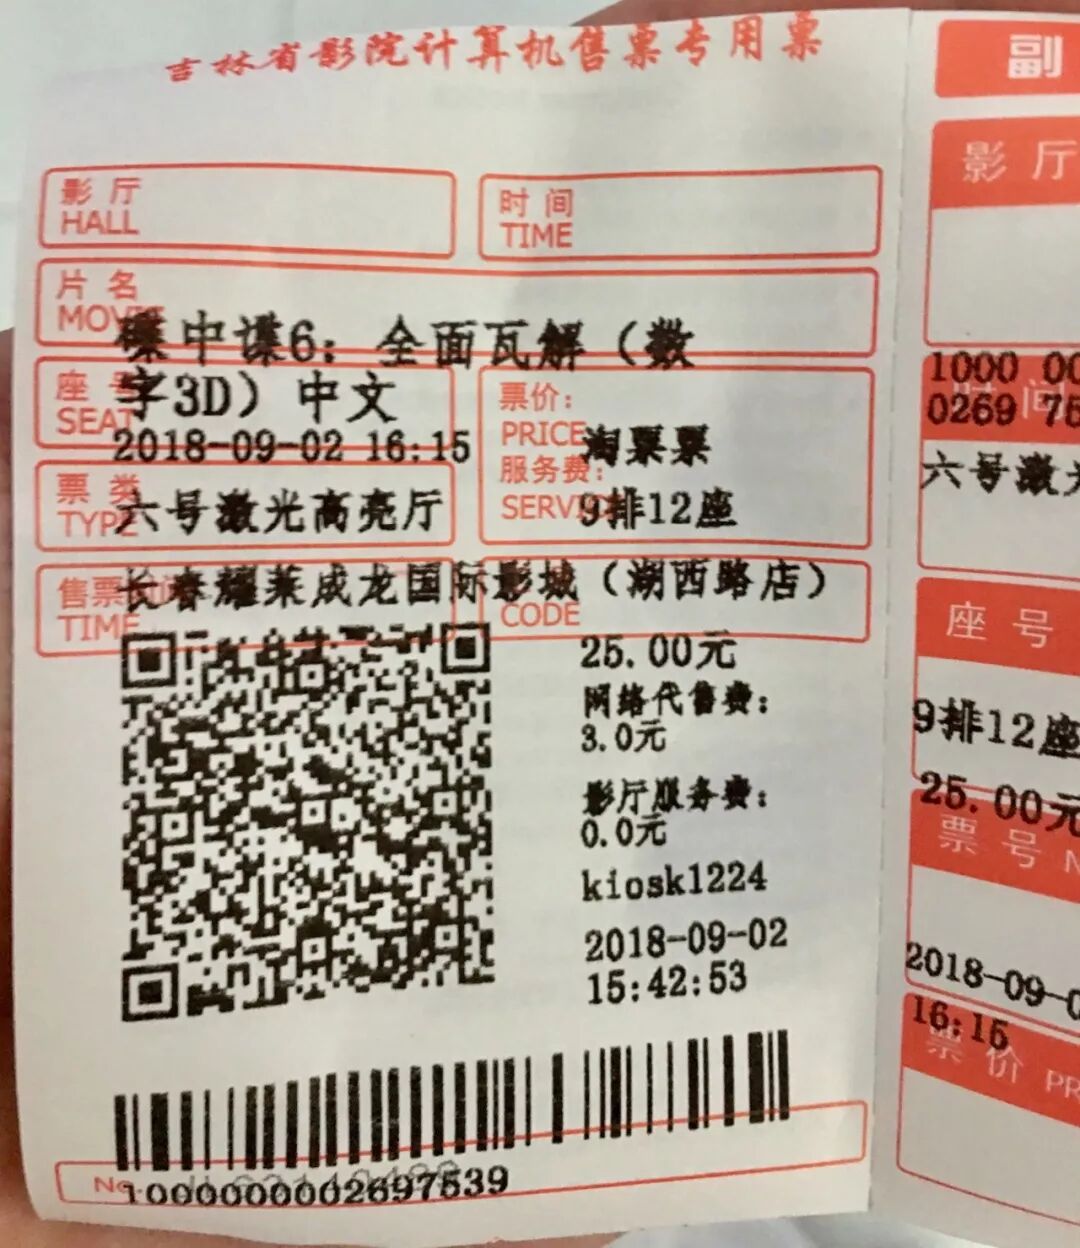 吉林省影院计算机售票专用票
影 厅
HALL
时 间
TIME
片 名
MOVIE
碟中谍6：全面瓦解（数
字3D）中文
座 号
SEAT
2018-09-02 16:15
票价：
PRICE
淘票票
服务费：
9排12座
票 类
TYPE
六号激光高亮厅
长春耀莱成龙国际影城（湖西路店）
TIME
CODE
25.00元
网络代售费：
3.0元
影厅服务费：
0.0元
kiosk1224
2018-09-02
15:42:53
No.
1000000002697539
副
影 厅
1000 00
0269 75
六号激光
座 号
9排12座
25.00元
票 号
2018-09-0
16:15
票 价 PR